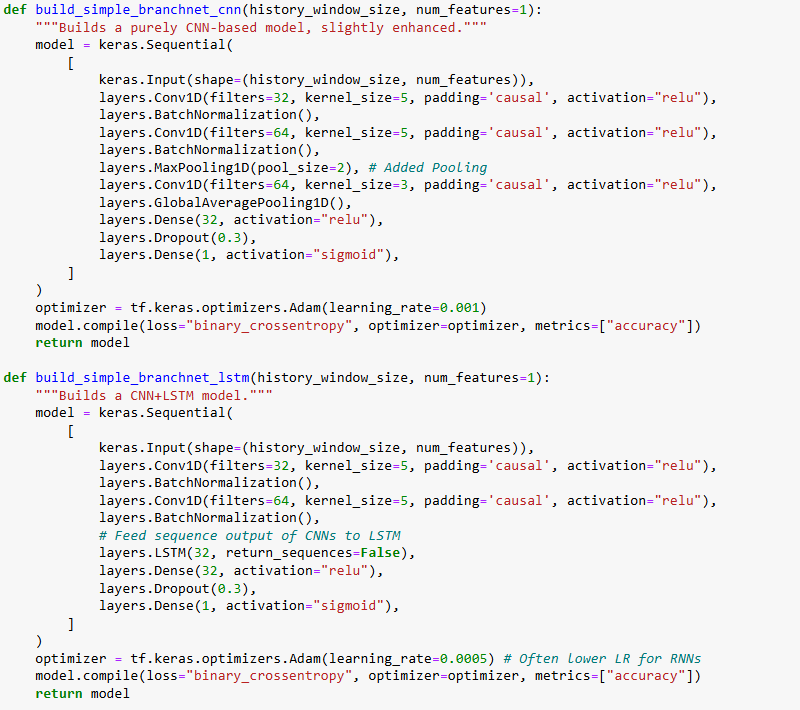 def build_simple_branchnet_cnn(history_window_size, num_features=1):
    """Builds a purely CNN-based model, slightly enhanced."""
    model = keras.Sequential(
        [
            keras.Input(shape=(history_window_size, num_features)),
            layers.Conv1D(filters=32, kernel_size=5, padding='causal', activation="relu"),
            layers.BatchNormalization(),
            layers.Conv1D(filters=64, kernel_size=5, padding='causal', activation="relu"),
            layers.BatchNormalization(),
            layers.MaxPooling1D(pool_size=2), # Added Pooling
            layers.Conv1D(filters=64, kernel_size=3, padding='causal', activation="relu"),
            layers.GlobalAveragePooling1D(),
            layers.Dense(32, activation="relu"),
            layers.Dropout(0.3),
            layers.Dense(1, activation="sigmoid"),
        ]
    )
    optimizer = tf.keras.optimizers.Adam(learning_rate=0.001)
    model.compile(loss="binary_crossentropy", optimizer=optimizer, metrics=["accuracy"])
    return model

def build_simple_branchnet_lstm(history_window_size, num_features=1):
    """Builds a CNN+LSTM model."""
    model = keras.Sequential(
        [
            keras.Input(shape=(history_window_size, num_features)),
            layers.Conv1D(filters=32, kernel_size=5, padding='causal', activation="relu"),
            layers.BatchNormalization(),
            layers.Conv1D(filters=64, kernel_size=5, padding='causal', activation="relu"),
            layers.BatchNormalization(),
            # Feed sequence output of CNNs to LSTM
            layers.LSTM(32, return_sequences=False),
            layers.Dense(32, activation="relu"),
            layers.Dropout(0.3),
            layers.Dense(1, activation="sigmoid"),
        ]
    )
    optimizer = tf.keras.optimizers.Adam(learning_rate=0.0005) # Often lower LR for RNNs
    model.compile(loss="binary_crossentropy", optimizer=optimizer, metrics=["accuracy"])
    return model